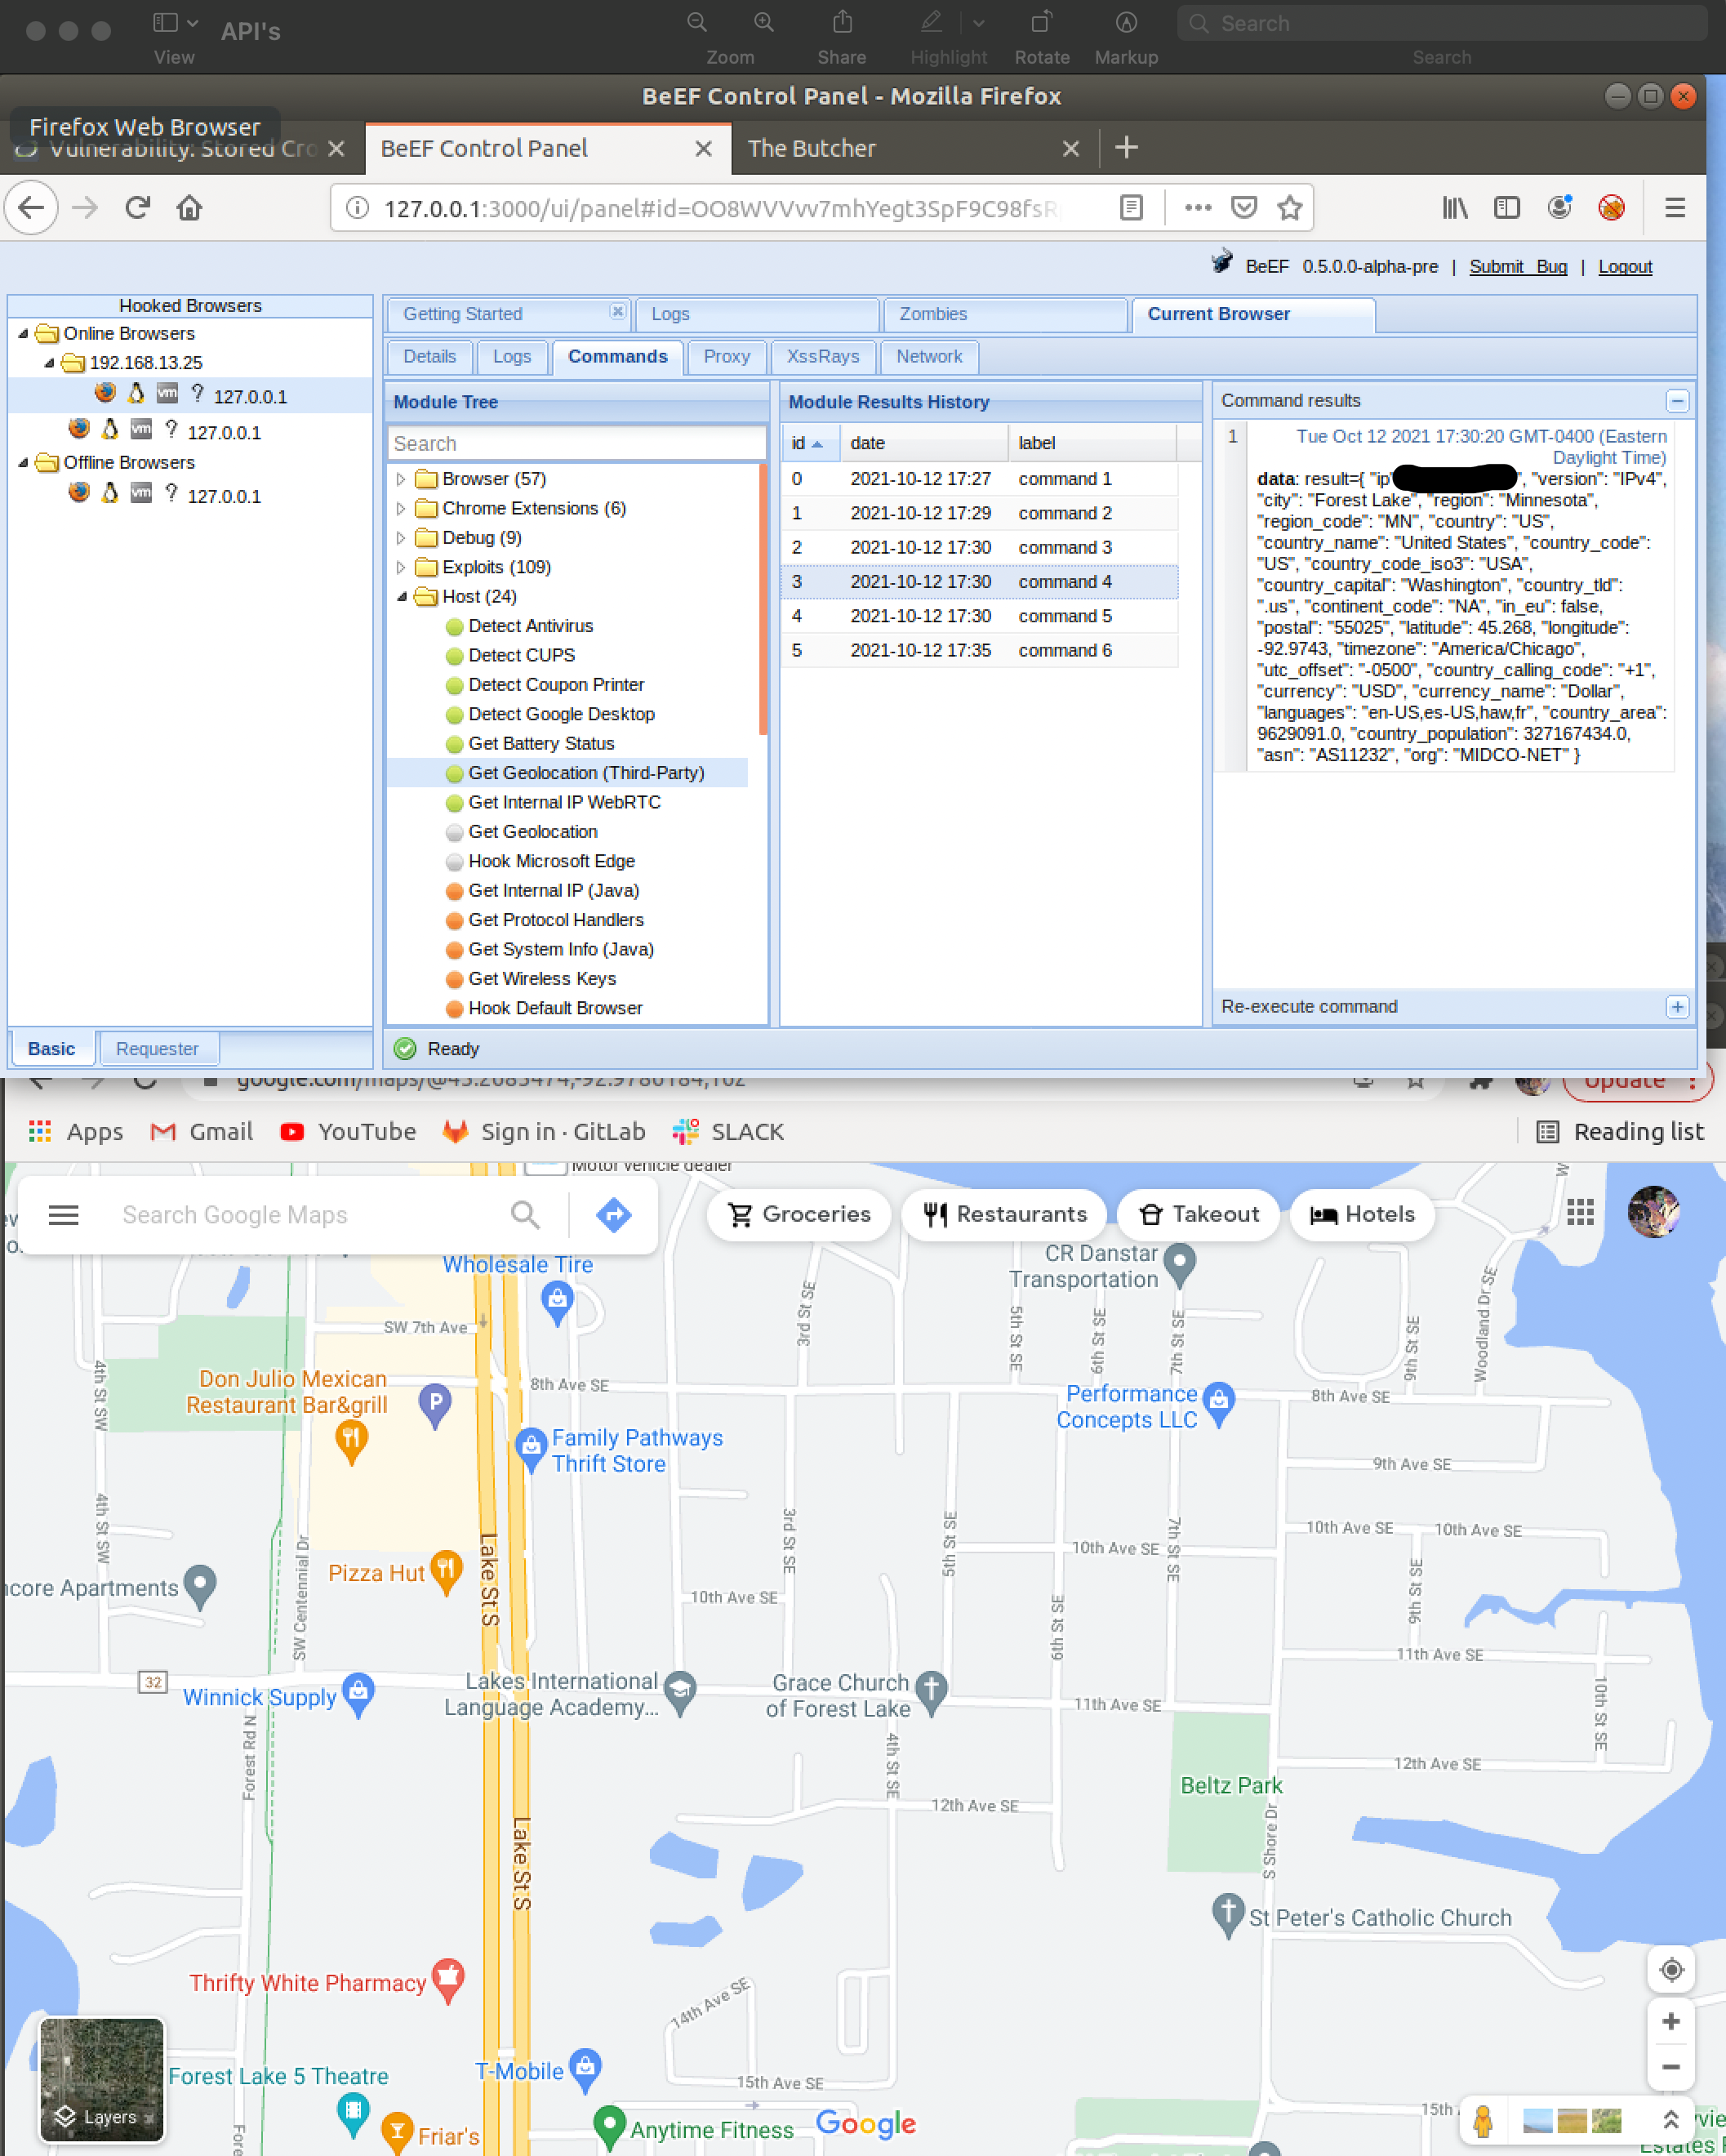 API's
View
Zoom
Share
Highlight
Rotate
Markup
Search
Search
BeEF Control Panel - Mozilla Firefox
Firefox Web Browser
Vulnerability: Stored Cro
BeEF Control Panel
The Butcher
127.0.0.1:3000/ui/panel#id=OO8WVVvv7mhYegt3SpF9C98fsR
BeEF 0.5.0.0-alpha-pre | Submit Bug | Logout
Hooked Browsers
Online Browsers
192.168.13.25
? 127.0.0.1
? 127.0.0.1
Offline Browsers
? 127.0.0.1
Basic
Requester
Getting Started
Logs
Zombies
Current Browser
Details
Logs
Commands
Proxy
XssRays
Network
Module Tree
Search
Browser (57)
Chrome Extensions (6)
Debug (9)
Exploits (109)
Host (24)
Detect Antivirus
Detect CUPS
Detect Coupon Printer
Detect Google Desktop
Get Battery Status
Get Geolocation (Third-Party)
Get Internal IP WebRTC
Get Geolocation
Hook Microsoft Edge
Get Internal IP (Java)
Get Protocol Handlers
Get System Info (Java)
Get Wireless Keys
Hook Default Browser
Module Results History
id date label
0 2021-10-12 17:27 command 1
1 2021-10-12 17:29 command 2
2 2021-10-12 17:30 command 3
3 2021-10-12 17:30 command 4
4 2021-10-12 17:30 command 5
5 2021-10-12 17:35 command 6
Command results
1
Tue Oct 12 2021 17:30:20 GMT-0400 (Eastern
Daylight Time)
data: result={ "ip" ", "version": "IPv4",
"city": "Forest Lake", "region": "Minnesota",
"region_code": "MN", "country": "US",
"country_name": "United States", "country_code":
"US", "country_code_iso3": "USA",
"country_capital": "Washington", "country_tld":
".us", "continent_code": "NA", "in_eu": false,
"postal": "55025", "latitude": 45.268, "longitude":
-92.9743, "timezone": "America/Chicago",
"utc_offset": "-0500", "country_calling_code": "+1",
"currency": "USD", "currency_name": "Dollar",
"languages": "en-US,es-US,haw,fr", "country_area":
9629091.0, "country_population": 327167434.0,
"asn": "AS11232", "org": "MIDCO-NET" }
Re-execute command
Ready
Update
Apps
Gmail
YouTube
Sign in · GitLab
SLACK
Reading list
Motor vehicle dealer
Search Google Maps
Groceries
Restaurants
Takeout
Hotels
Wholesale Tire
CR Danstar
Transportation
SW 7th Ave
3rd St SE
5th St SE
6th St SE
7th St SE
9th St SE
Woodland Dr SE
4th St SW
Don Julio Mexican
Restaurant Bar&grill
P
8th Ave SE
Performance
Concepts LLC
8th Ave SE
Family Pathways
Thrift Store
9th Ave SE
4th St SW
SW Centennial Dr
Lake St S
3rd St SE
5th St SE
7th St SE
10th Ave SE
10th Ave SE
10th Ave SE
Pizza Hut
ncore Apartments
10th Ave SE
6th St SE
9th St SE
11th Ave SE
32
Winnick Supply
Lakes International
Language Academy...
Grace Church
of Forest Lake
11th Ave SE
10th St SE
Forest Rd N
4th St SE
12th Ave SE
Beltz Park
12th Ave SE
Lake St S
S Shore Dr
St Peter's Catholic Church
Thrifty White Pharmacy
14th Ave SE
Forest Lake 5 Theatre
T-Mobile
15th Ave SE
Layers
Friar's
Anytime Fitness
Google
15th
Estates